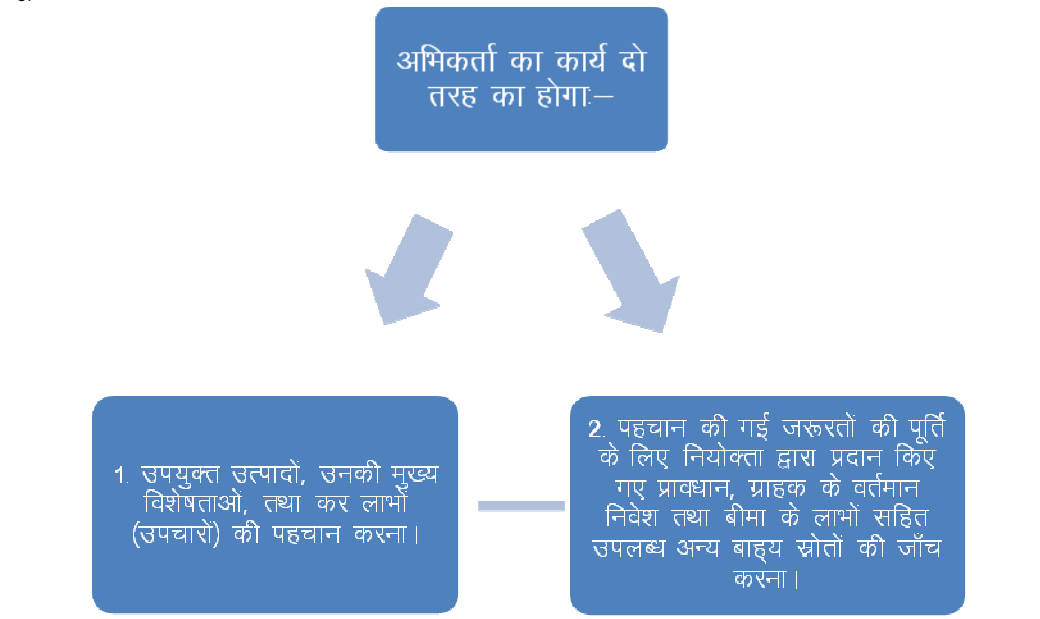 अभिकर्ता का कार्य दो
तरह का होगाः–
1. उपयुक्त उत्पादों, उनकी मुख्य
विशेषताओं, तथा कर लाभों
(उपचारों) की पहचान करना।
2. पहचान की गई जरूरतों की पूर्ति
के लिए नियोक्ता द्वारा प्रदान किए
गए प्रावधान, ग्राहक के वर्तमान
निवेश तथा बीमा के लाभों सहित
उपलब्ध अन्य बाह्य स्रोतों की जाँच
करना।